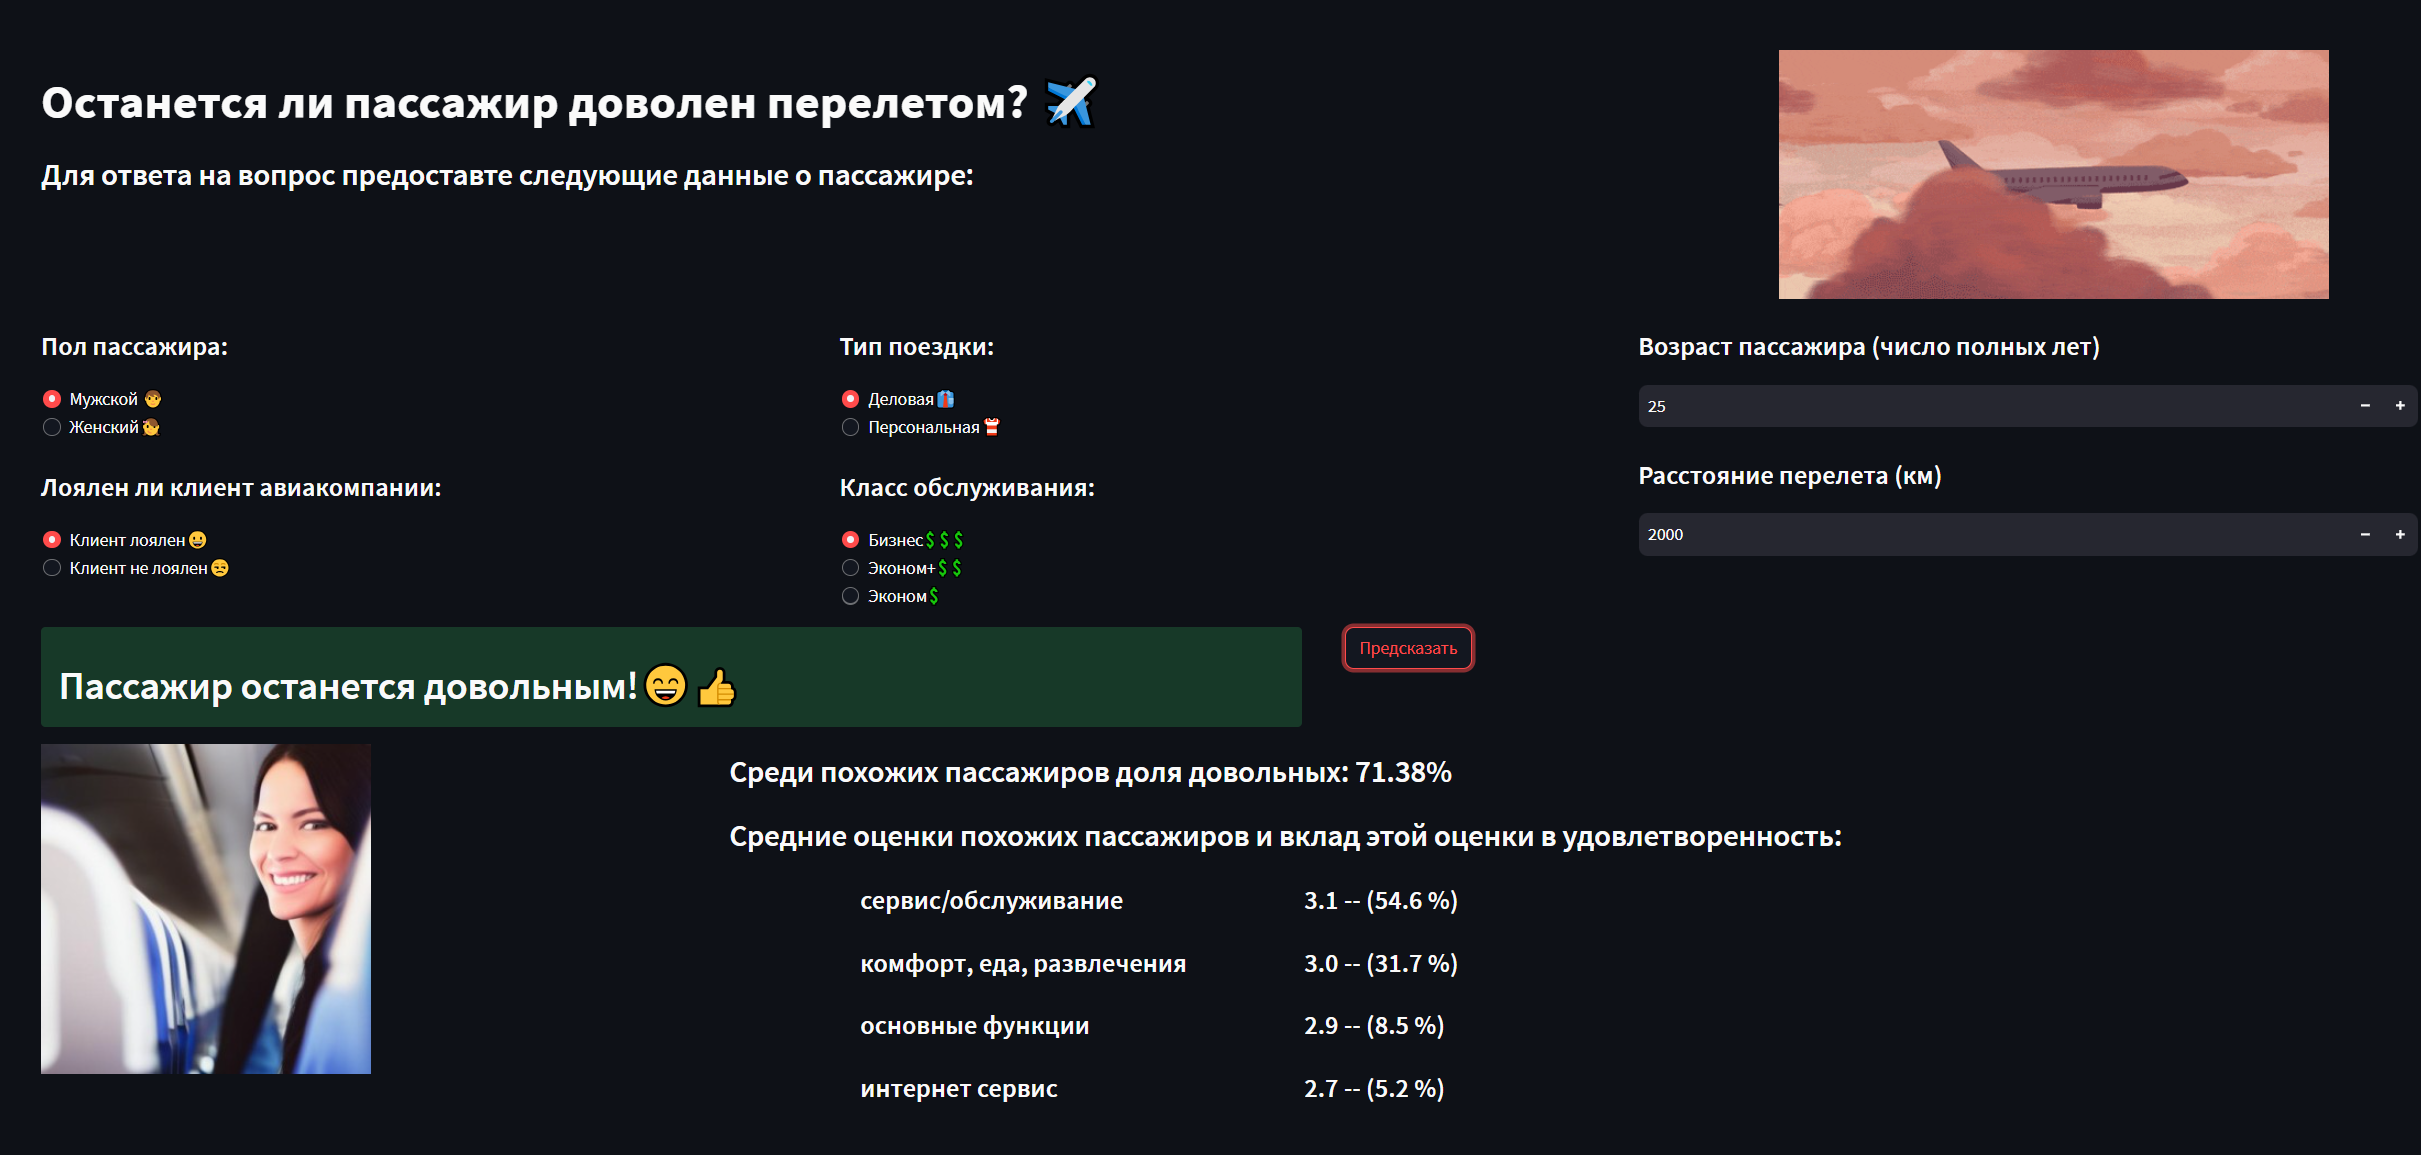 Останется ли пассажир доволен перелетом? ✈️
Для ответа на вопрос предоставте следующие данные о пассажире:
Пол пассажира:
Мужской 👨
Женский 👧
Лоялен ли клиент авиакомпании:
Клиент лоялен 😀
Клиент не лоялен 😒
Тип поездки:
Деловая 👔
Персональная 🎽
Класс обслуживания:
Бизнес💲💲💲
Эконом+💲💲
Эконом💲
Возраст пассажира (число полных лет)
25
Расстояние перелета (км)
2000
Предсказать
Пассажир останется довольным! 😄 👍
Среди похожих пассажиров доля довольных: 71.38%
Средние оценки похожих пассажиров и вклад этой оценки в удовлетворенность:
сервис/обслуживание 3.1 -- (54.6 %)
комфорт, еда, развлечения 3.0 -- (31.7 %)
основные функции 2.9 -- (8.5 %)
интернет сервис 2.7 -- (5.2 %)